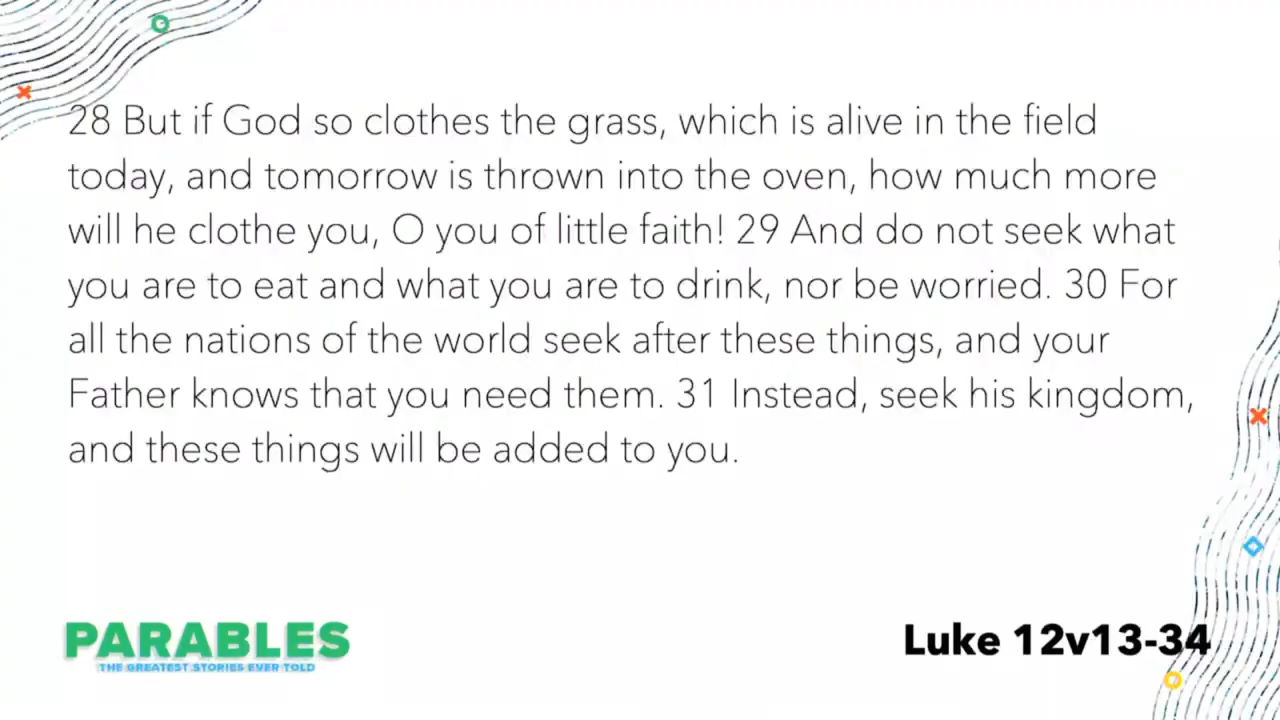 28 But if God so clothes the grass, which is alive in the field
today, and tomorrow is thrown into the oven, how much more
will he clothe you, O you of little faith! 29 And do not seek what
you are to eat and what you are to drink, nor be worried. 30 For
all the nations of the world seek after these things, and your
Father knows that you need them. 31 Instead, seek his kingdom,
and these things will be added to you.
PARABLES
THE GREATEST STORIES EVER TOLD
Luke 12v13-34